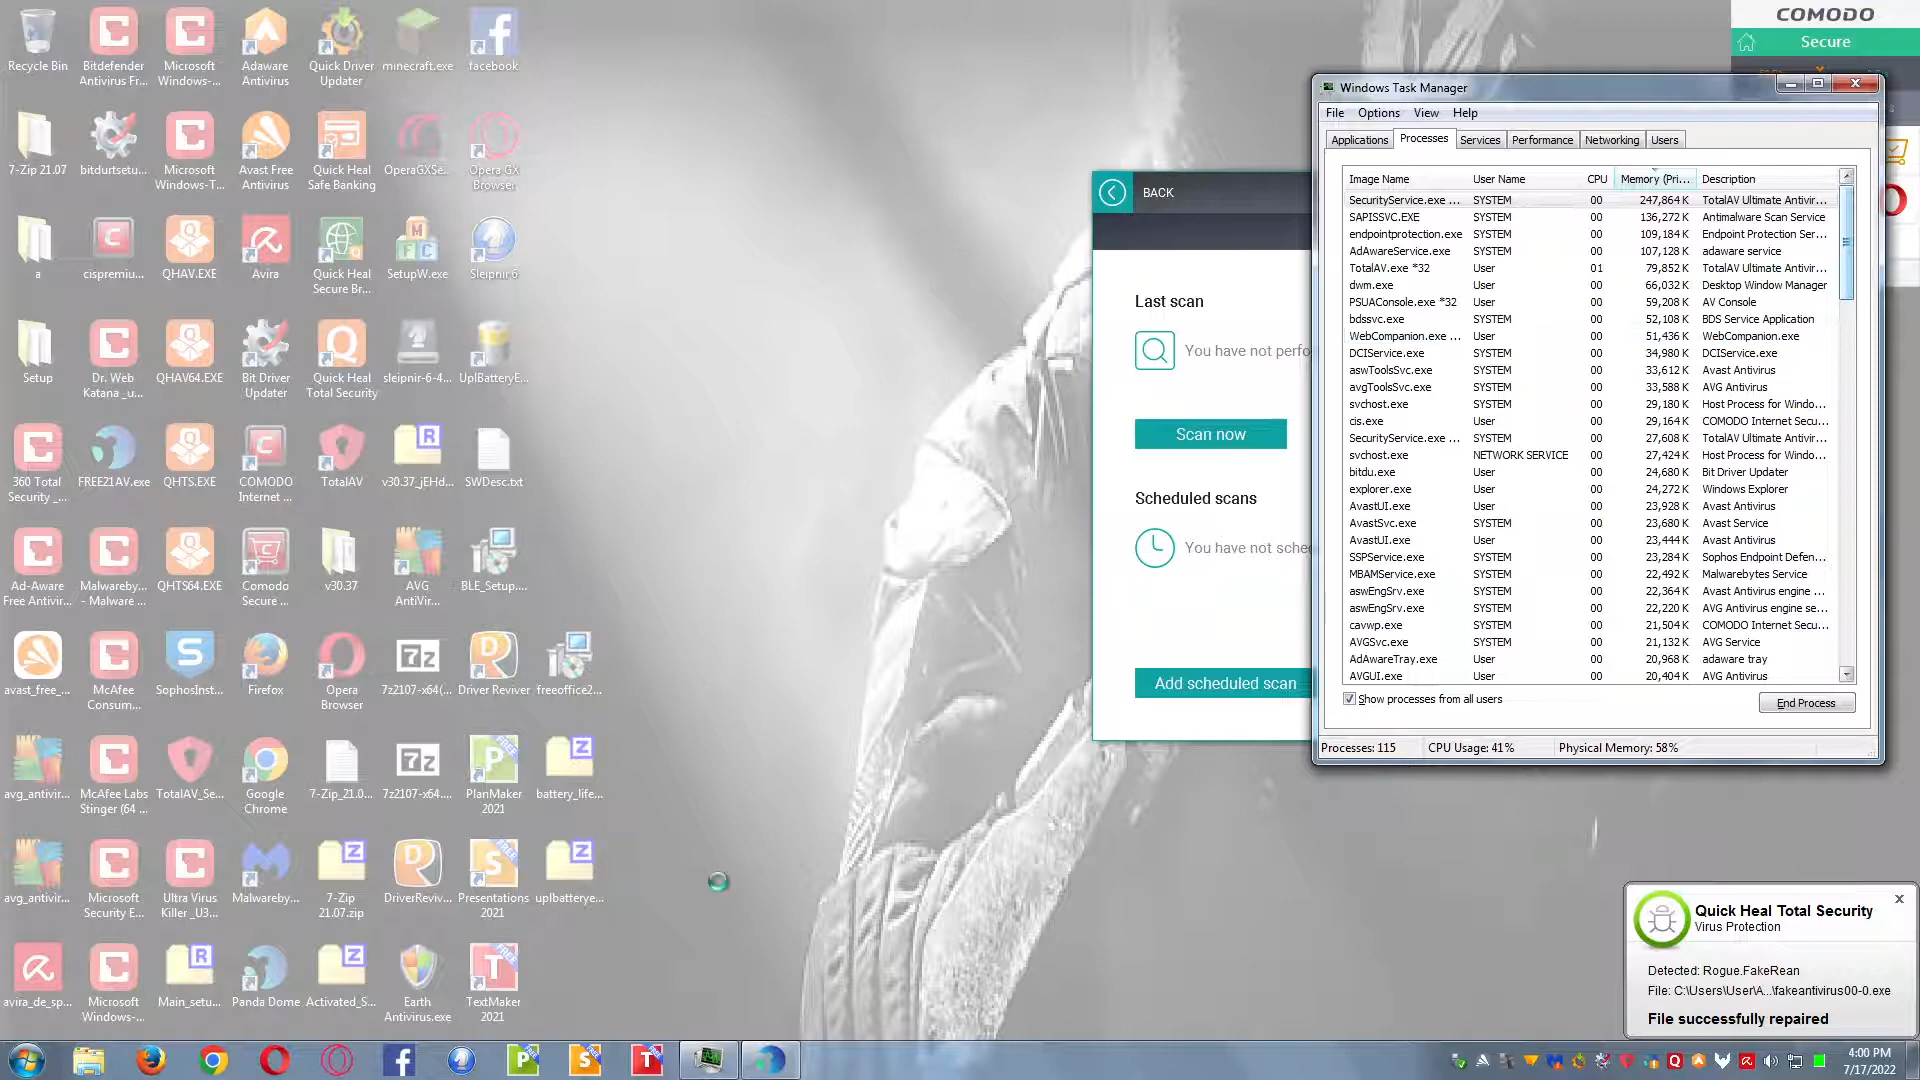 Recycle Bin
Bitdefender
Antivirus Fr...
Microsoft
Windows-...
Adaware
Antivirus
Quick Driver
Updater
minecraft.exe
facebook
7-Zip 21.07
bitdurtsetu...
Microsoft
Windows-T...
Avast Free
Antivirus
Quick Heal
Safe Banking
OperaGXSe...
Opera GX
Browser
a
cispremiu...
QHAV.EXE
Avira
Quick Heal
Secure Br...
SetupW.exe
Sleipnir 6
Setup
Dr. Web
Katana _u...
QHAV64.EXE
Bit Driver
Updater
Quick Heal
Total Security
sleipnir-6-4...
UplBatteryE...
360 Total
Security _...
FREE21AV.exe
QHTS.EXE
COMODO
Internet ...
TotalAV
v30.37_jEHd...
SWDesc.txt
Ad-Aware
Free Antivir...
Malwareby...
- Malware ...
QHTS64.EXE
Comodo
Secure ...
v30.37
AVG
AntiVir...
BLE_Setup....
avast_free_...
McAfee
Consum...
SophosInst...
Firefox
Opera
Browser
7z2107-x64(...
Driver Reviver
freeoffice2...
avg_antivir...
McAfee Labs
Stinger (64 ...
TotalAV_Se...
Google
Chrome
7-Zip_21.0...
7z2107-x64....
PlanMaker
2021
battery_life...
avg_antivir...
Microsoft
Security E...
Ultra Virus
Killer _U3...
Malwareby...
7-Zip
21.07.zip
DriverReviv...
Presentations
2021
uplbatterye...
avira_de_sp...
Microsoft
Windows-...
Main_setu...
Panda Dome
Activated_S...
Earth
Antivirus.exe
TextMaker
2021
COMODO
Secure
BACK
Last scan
You have not perfo
Scan now
Scheduled scans
You have not sche
Add scheduled scan
Windows Task Manager
File Options View Help
Applications Processes Services Performance Networking Users
Image Name User Name CPU Memory (Pri... Description
SecurityService.exe ... SYSTEM 00 247,864 K TotalAV Ultimate Antivir...
SAPISSVC.EXE SYSTEM 00 136,272 K Antimalware Scan Service
endpointprotection.exe SYSTEM 00 109,184 K Endpoint Protection Ser...
AdAwareService.exe SYSTEM 00 107,128 K adaware service
TotalAV.exe *32 User 01 79,852 K TotalAV Ultimate Antivir...
dwm.exe User 00 66,032 K Desktop Window Manager
PSUAConsole.exe *32 User 00 59,208 K AV Console
bdssvc.exe SYSTEM 00 52,108 K BDS Service Application
WebCompanion.exe ... User 00 51,436 K WebCompanion.exe
DCIService.exe SYSTEM 00 34,980 K DCIService.exe
aswToolsSvc.exe SYSTEM 00 33,612 K Avast Antivirus
avgToolsSvc.exe SYSTEM 00 33,588 K AVG Antivirus
svchost.exe SYSTEM 00 29,180 K Host Process for Windo...
cis.exe User 00 29,164 K COMODO Internet Secu...
SecurityService.exe ... SYSTEM 00 27,608 K TotalAV Ultimate Antivir...
svchost.exe NETWORK SERVICE 00 27,424 K Host Process for Windo...
bitdu.exe User 00 24,680 K Bit Driver Updater
explorer.exe User 00 24,272 K Windows Explorer
AvastUI.exe User 00 23,928 K Avast Antivirus
AvastSvc.exe SYSTEM 00 23,680 K Avast Service
AvastUI.exe User 00 23,444 K Avast Antivirus
SSPService.exe SYSTEM 00 23,284 K Sophos Endpoint Defen...
MBAMService.exe SYSTEM 00 22,492 K Malwarebytes Service
aswEngSrv.exe SYSTEM 00 22,364 K Avast Antivirus engine ...
aswEngSrv.exe SYSTEM 00 22,220 K AVG Antivirus engine se...
cavwp.exe SYSTEM 00 21,504 K COMODO Internet Secu...
AVGSvc.exe SYSTEM 00 21,132 K AVG Service
AdAwareTray.exe User 00 20,968 K adaware tray
AVGUI.exe User 00 20,404 K AVG Antivirus
Show processes from all users
End Process
Processes: 115 CPU Usage: 41% Physical Memory: 58%
Quick Heal Total Security
Virus Protection
x
Detected: Rogue.FakeRean
File: C:\Users\User\A...\fakeantivirus00-0.exe
File successfully repaired
4:00 PM
7/17/2022